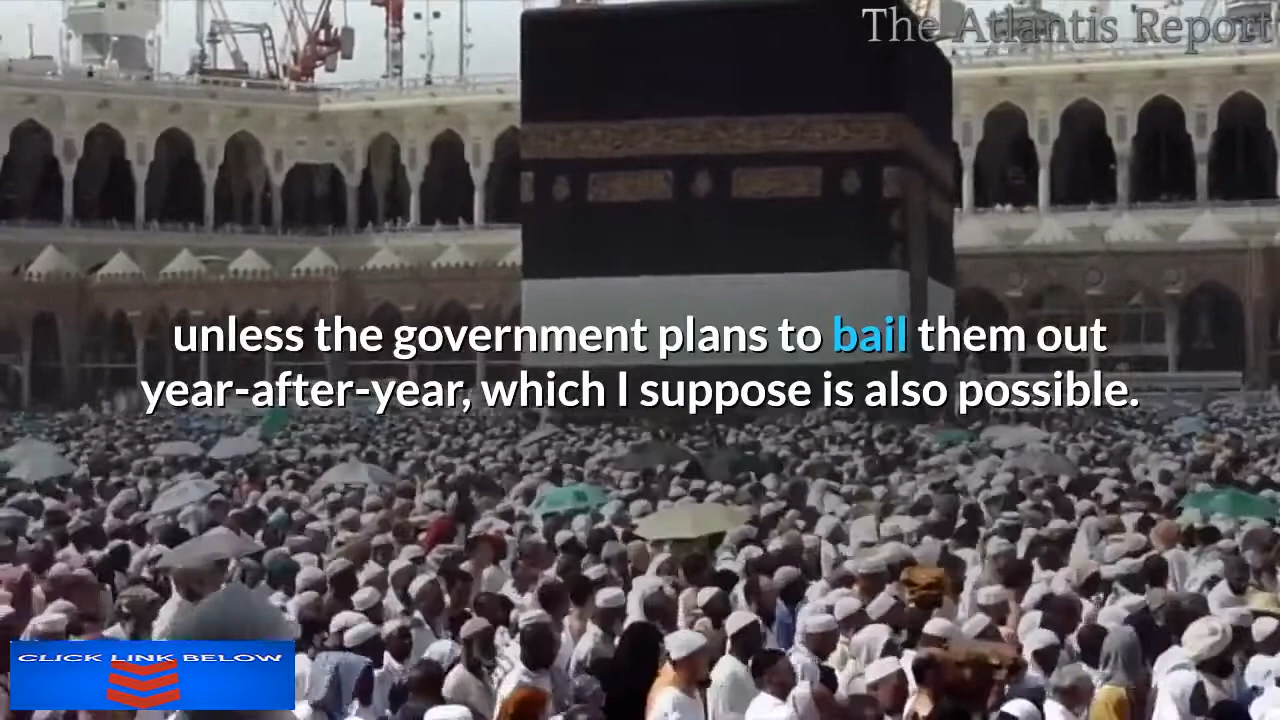 The Atlantis Report
unless the government plans to bail them out
year-after-year, which I suppose is also possible.
CLICK LINK BELOW